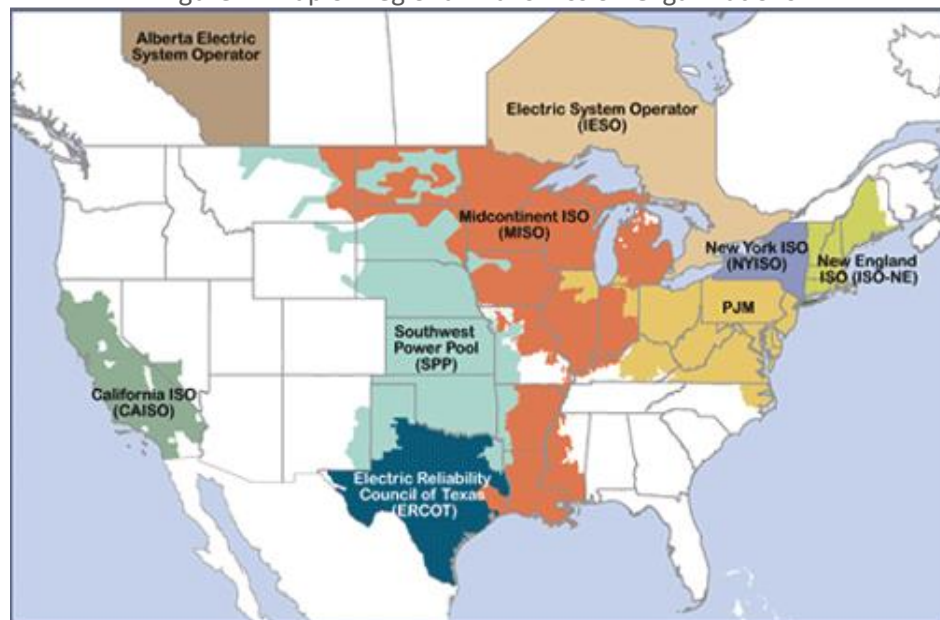 Alberta Electric
System Operator
Electric System Operator
(IESO)
Midcontinent ISO
(MISO)
New York ISO
(NYISO)
New England
ISO (ISO-NE)
PJM
Southwest
Power Pool
(SPP)
California ISO
(CAISO)
Electric Reliability
Council of Texas
(ERCOT)